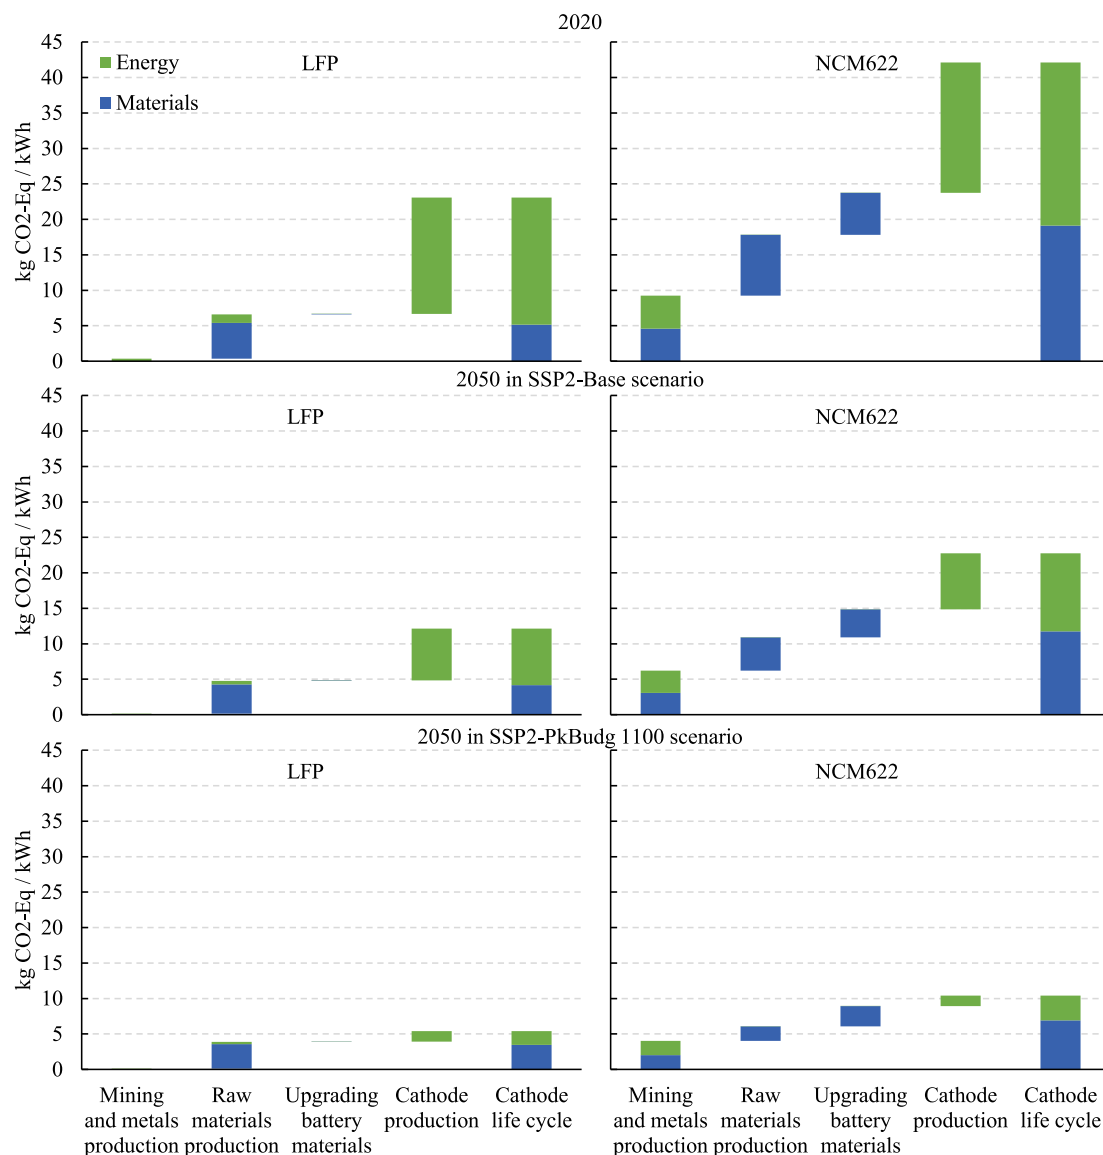 2020
45
40
35
30
25
20
15
10
5
0
kg CO2-Eq / kWh
Energy
Materials
LFP
NCM622
2050 in SSP2-Base scenario
45
40
35
30
25
20
15
10
5
0
kg CO2-Eq / kWh
LFP
NCM622
2050 in SSP2-PkBudg 1100 scenario
45
40
35
30
25
20
15
10
5
0
kg CO2-Eq / kWh
LFP
NCM622
Mining
and metals
production
Raw
materials
production
Upgrading
battery
materials
Cathode
production
Cathode
life cycle
Mining
and metals
production
Raw
materials
production
Upgrading
battery
materials
Cathode
production
Cathode
life cycle